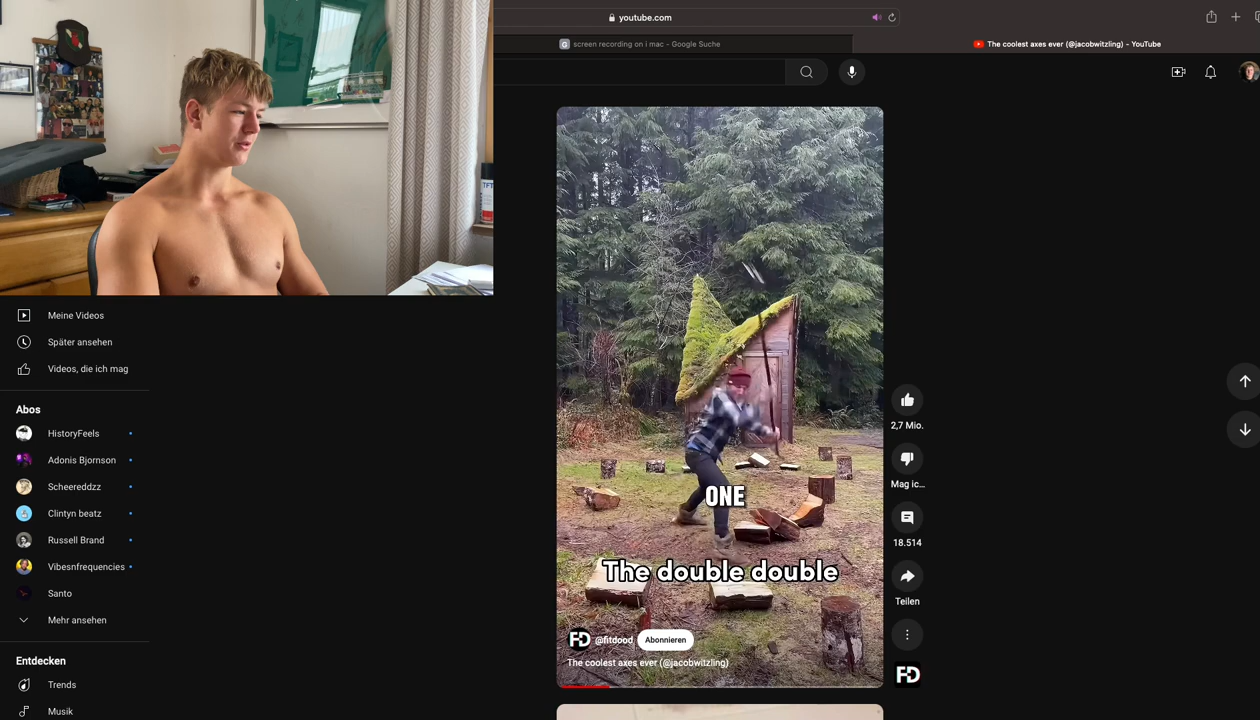 youtube.com
G screen recording on i mac - Google Suche
The coolest axes ever (@jacobwitzling) – YouTube
TFT
Meine Videos
Später ansehen
Videos, die ich mag
Abos
HistoryFeels
Adonis Bjornson
Scheereddzz
Clintyn beatz
Russell Brand
Vibesnfrequencies
Santo
Mehr ansehen
Entdecken
Trends
Musik
ONE
The double double
FD @fitdood Abonnieren
The coolest axes ever (@jacobwitzling)
2,7 Mio.
Mag ic...
18.514
Teilen
FD